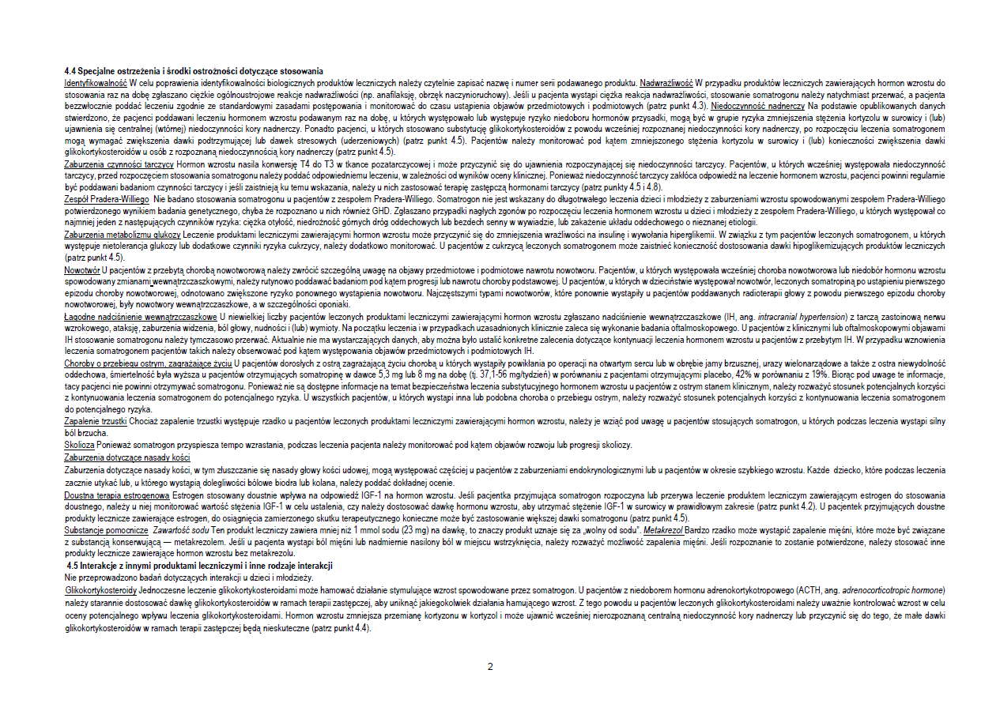 4.4 Specjalne ostrzeżenia i środki ostrożności dotyczące stosowania
Identyfikowalność W celu poprawienia identyfikowalności biologicznych produktów leczniczych należy czytelnie zapisać nazwę i numer serii podawanego produktu. Nadwrażliwość W przypadku produktów leczniczych zawierających hormon wzrostu do
stosowania raz na dobę zgłaszano ciężkie ogólnoustrojowe reakcje nadwrażliwości (np. anafilaksję, obrzęk naczynioruchowy). Jeśli u pacjenta wystąpi ciężka reakcja nadwrażliwości, stosowanie somatrogonu należy natychmiast przerwać, a pacjenta
bezzwłocznie poddać leczeniu zgodnie ze standardowymi zasadami postępowania i monitorować do czasu ustąpienia objawów przedmiotowych i podmiotowych (patrz punkt 4.3). Niedoczynność nadnerczy Na podstawie opublikowanych danych
stwierdzono, że pacjenci poddawani leczeniu hormonem wzrostu podawanym raz na dobę, u których występowało lub występuje ryzyko niedoboru hormonów przysadki, mogą być w grupie ryzyka zmniejszenia stężenia kortyzolu w surowicy i (lub)
ujawnienia się centralnej (wtórnej) niedoczynności kory nadnerczy. Ponadto pacjenci, u których stosowano substytucję glikokortykosteroidów z powodu wcześniej rozpoznanej niedoczynności kory nadnerczy, po rozpoczęciu leczenia somatrogonem
mogą wymagać zwiększenia dawki podtrzymującej lub dawek stresowych (uderzeniowych) (patrz punkt 4.5). Pacjentów należy monitorować pod kątem zmniejszonego stężenia kortyzolu w surowicy i (lub) konieczności zwiększenia dawki
glikokortykosteroidów u osób z rozpoznaną niedoczynnością kory nadnerczy (patrz punkt 4.5).
Zaburzenia czynności tarczycy Hormon wzrostu nasila konwersję T4 do T3 w tkance pozatarczycowej i może przyczynić się do ujawnienia rozpoczynającej się niedoczynności tarczycy. Pacjentów, u których wcześniej występowała niedoczynność
tarczycy, przed rozpoczęciem stosowania somatrogonu należy poddać odpowiedniemu leczeniu, w zależności od wyników oceny klinicznej. Ponieważ niedoczynność tarczycy zakłóca odpowiedź na leczenie hormonem wzrostu, pacjenci powinni regularnie
być poddawani badaniom czynności tarczycy i jeśli zaistnieją ku temu wskazania, należy u nich zastosować terapię zastępczą hormonami tarczycy (patrz punkty 4.5 i 4.8).
Zespół Pradera-Williego Nie badano stosowania somatrogonu u pacjentów z zespołem Pradera-Williego. Somatrogon nie jest wskazany do długotrwałego leczenia dzieci i młodzieży z zaburzeniami wzrostu spowodowanymi zespołem Pradera-Williego
potwierdzonego wynikiem badania genetycznego, chyba że rozpoznano u nich również GHD. Zgłaszano przypadki nagłych zgonów po rozpoczęciu leczenia hormonem wzrostu u dzieci i młodzieży z zespołem Pradera-Williego, u których występował co
najmniej jeden z następujących czynników ryzyka: ciężka otyłość, niedrożność górnych dróg oddechowych lub bezdech senny w wywiadzie, lub zakażenie układu oddechowego o nieznanej etiologii.
Zaburzenia metabolizmu glukozy Leczenie produktami leczniczymi zawierającymi hormon wzrostu może przyczynić się do zmniejszenia wrażliwości na insulinę i wywołania hiperglikemii. W związku z tym pacjentów leczonych somatrogonem, u których
występuje nietolerancja glukozy lub dodatkowe czynniki ryzyka cukrzycy, należy dodatkowo monitorować. U pacjentów z cukrzycą leczonych somatrogonem może zaistnieć konieczność dostosowania dawki hipoglikemizujących produktów leczniczych
(patrz punkt 4.5).
Nowotwór U pacjentów z przebytą chorobą nowotworową należy zwrócić szczególną uwagę na objawy przedmiotowe i podmiotowe nawrotu nowotworu. Pacjentów, u których występowała wcześniej choroba nowotworowa lub niedobór hormonu wzrostu
spowodowany zmianami wewnątrzczaszkowymi, należy rutynowo poddawać badaniom pod kątem progresji lub nawrotu choroby podstawowej. U pacjentów, u których w dzieciństwie występował nowotwór, leczonych somatropiną po ustąpieniu pierwszego
epizodu choroby nowotworowej, odnotowano zwiększone ryzyko ponownego wystąpienia nowotworu. Najczęstszymi typami nowotworów, które ponownie wystąpiły u pacjentów poddawanych radioterapii głowy z powodu pierwszego epizodu choroby
nowotworowej, były nowotwory wewnątrzczaszkowe, a w szczególności oponiaki.
Łagodne nadciśnienie wewnątrzczaszkowe U niewielkiej liczby pacjentów leczonych produktami leczniczymi zawierającymi hormon wzrostu zgłaszano nadciśnienie wewnątrzczaszkowe (IH, ang. intracranial hypertension) z tarczą zastoinową nerwu
wzrokowego, ataksję, zaburzenia widzenia, ból głowy, nudności i (lub) wymioty. Na początku leczenia i w przypadkach uzasadnionych klinicznie zaleca się wykonanie badania oftalmoskopowego. U pacjentów z klinicznymi lub oftalmoskopowymi objawami
IH stosowanie somatrogonu należy tymczasowo przerwać. Aktualnie nie ma wystarczających danych, aby można było ustalić konkretne zalecenia dotyczące kontynuacji leczenia hormonem wzrostu u pacjentów z przebytym IH. W przypadku wznowienia
leczenia somatrogonem pacjentów takich należy obserwować pod kątem występowania objawów przedmiotowych i podmiotowych IH.
Choroby o przebiegu ostrym, zagrażające życiu U pacjentów dorosłych z ostrą zagrażającą życiu chorobą u których wystąpiły powikłania po operacji na otwartym sercu lub w obrębie jamy brzusznej, urazy wielonarządowe a także z ostra niewydolność
oddechowa, śmiertelność była wyższa u pacjentów otrzymujących somatropinę w dawce 5,3 mg lub 8 mg na dobę (tj. 37,1-56 mg/tydzień) w porównaniu z pacjentami otrzymującymi placebo, 42% w porównaniu z 19%. Biorąc pod uwage te informacje,
tacy pacjenci nie powinni otrzymywać somatrogonu. Ponieważ nie są dostępne informacje na temat bezpieczeństwa leczenia substytucyjnego hormonem wzrostu u pacjentów z ostrym stanem klinicznym, należy rozważyć stosunek potencjalnych korzyści
z kontynuowania leczenia somatrogonem do potencjalnego ryzyka. U wszystkich pacjentów, u których wystąpi inna lub podobna choroba o przebiegu ostrym, należy rozważyć stosunek potencjalnych korzyści z kontynuowania leczenia somatrogonem
do potencjalnego ryzyka.
Zapalenie trzustki Chociaż zapalenie trzustki występuje rzadko u pacjentów leczonych produktami leczniczymi zawierającymi hormon wzrostu, należy je wziąć pod uwagę u pacjentów stosujących somatrogon, u których podczas leczenia wystąpi silny
ból brzucha.
Skolioza Ponieważ somatrogon przyspiesza tempo wzrastania, podczas leczenia pacjenta należy monitorować pod kątem objawów rozwoju lub progresji skoliozy.
Zaburzenia dotyczące nasady kości
Zaburzenia dotyczące nasady kości, w tym złuszczanie się nasady głowy kości udowej, mogą występować częściej u pacjentów z zaburzeniami endokrynologicznymi lub u pacjentów w okresie szybkiego wzrostu. Każde dziecko, które podczas leczenia
zacznie utykać lub, u którego wystąpią dolegliwości bólowe biodra lub kolana, należy poddać dokładnej ocenie.
Doustna terapia estrogenowa Estrogen stosowany doustnie wpływa na odpowiedź IGF-1 na hormon wzrostu. Jeśli pacjentka przyjmująca somatrogon rozpoczyna lub przerywa leczenie produktem leczniczym zawierającym estrogen do stosowania
doustnego, należy u niej monitorować wartość stężenia IGF-1 w celu ustalenia, czy należy dostosować dawkę hormonu wzrostu, aby utrzymać stężenie IGF-1 w surowicy w prawidłowym zakresie (patrz punkt 4.2). U pacjentek przyjmujących doustne
produkty lecznicze zawierające estrogen, do osiągnięcia zamierzonego skutku terapeutycznego konieczne może być zastosowanie większej dawki somatrogonu (patrz punkt 4.5).
Substancje pomocnicze Zawartość sodu Ten produkt leczniczy zawiera mniej niż 1 mmol sodu (23 mg) na dawkę, to znaczy produkt uznaje się za „wolny od sodu”. Metakrezol Bardzo rzadko może wystąpić zapalenie mięśni, które może być związane
z substancją konserwującą — metakrezolem. Jeśli u pacjenta wystąpi ból mięśni lub nadmiernie nasilony ból w miejscu wstrzyknięcia, należy rozważyć możliwość zapalenia mięśni. Jeśli rozpoznanie to zostanie potwierdzone, należy stosować inne
produkty lecznicze zawierające hormon wzrostu bez metakrezolu.
4.5 Interakcje z innymi produktami leczniczymi i inne rodzaje interakcji
Nie przeprowadzono badań dotyczących interakcji u dzieci i młodzieży.
Glikokortykosteroidy Jednoczesne leczenie glikokortykosteroidami może hamować działanie stymulujące wzrost spowodowane przez somatrogon. U pacjentów z niedoborem hormonu adrenokortykotropowego (ACTH, ang. adrenocorticotropic hormone)
należy starannie dostosować dawkę glikokortykosteroidów w ramach terapii zastępczej, aby uniknąć jakiegokolwiek działania hamującego wzrost. Z tego powodu u pacjentów leczonych glikokortykosteroidami należy uważnie kontrolować wzrost w celu
oceny potencjalnego wpływu leczenia glikokortykosteroidami. Hormon wzrostu zmniejsza przemianę kortyzonu w kortyzol i może ujawnić wcześniej nierozpoznaną centralną niedoczynność kory nadnerczy lub przyczynić się do tego, że małe dawki
glikokortykosteroidów w ramach terapii zastępczej będą nieskuteczne (patrz punkt 4.4).
2